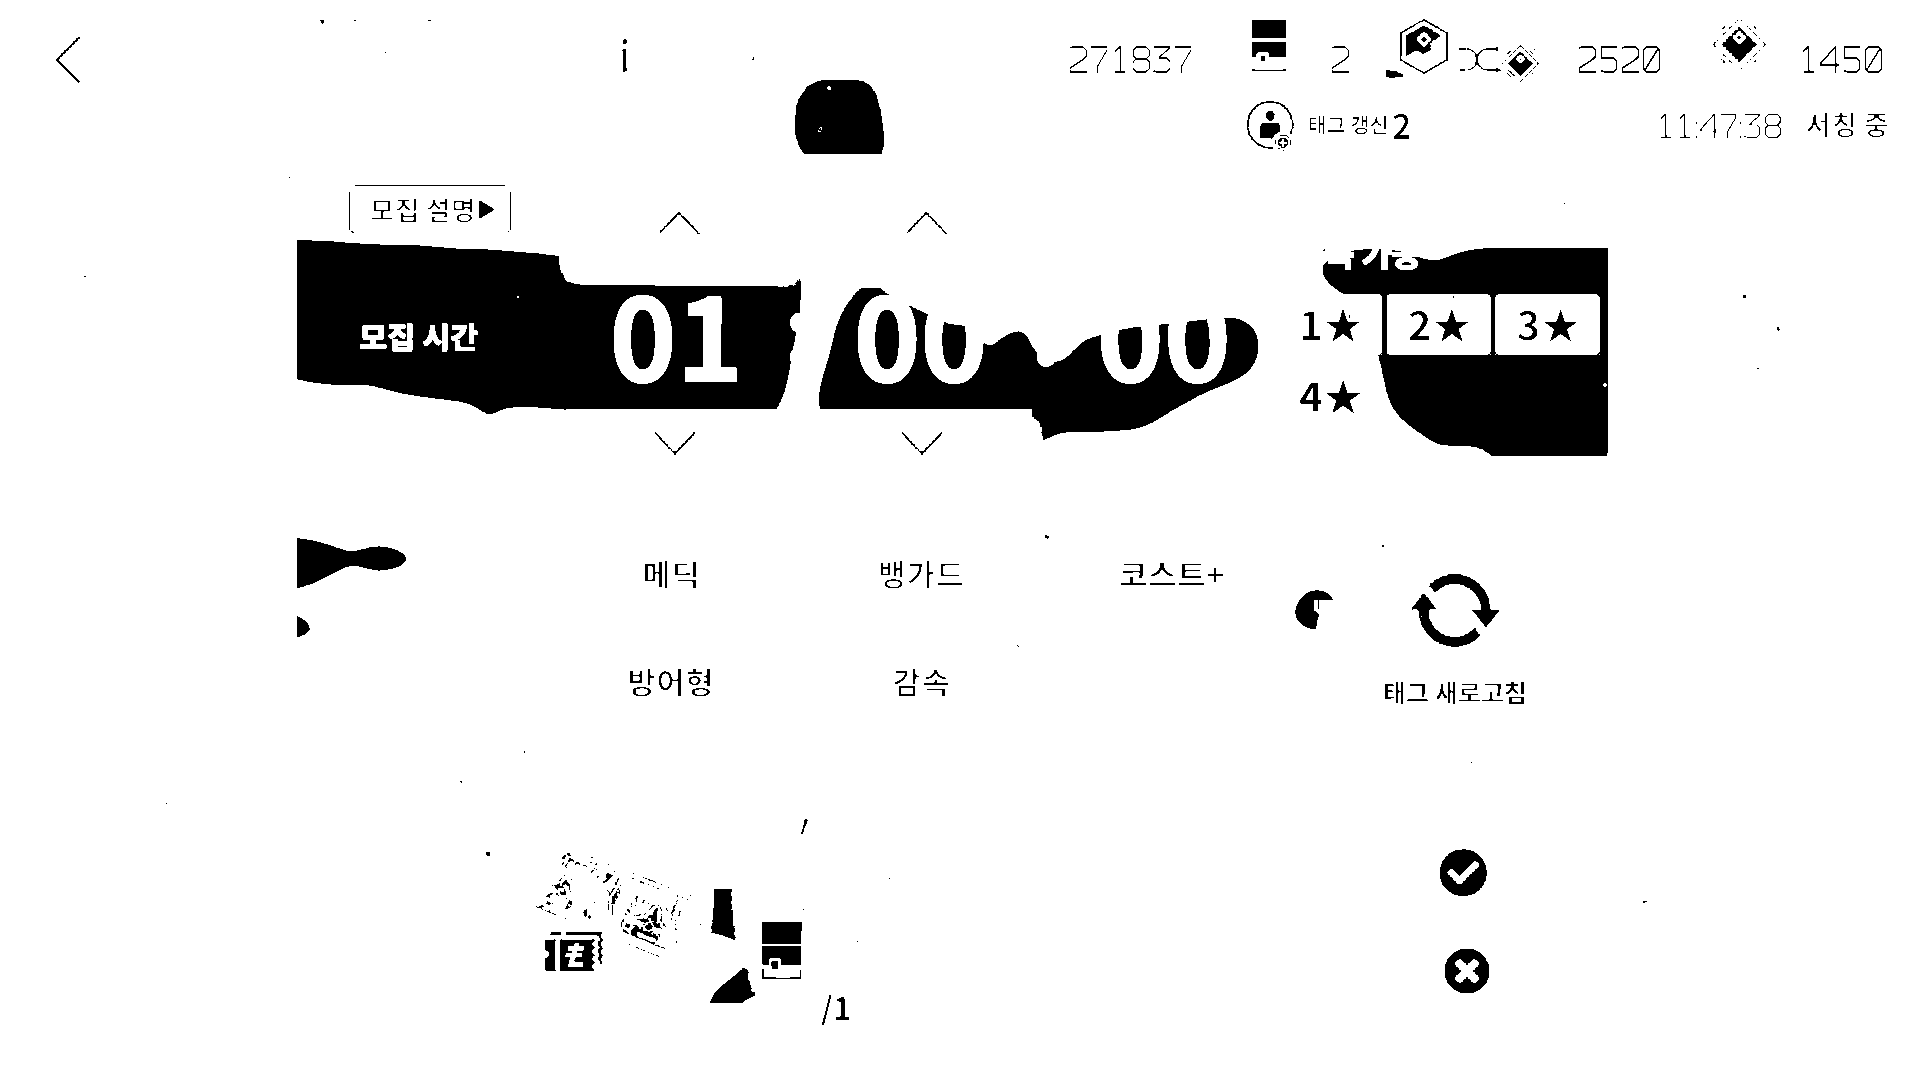 i 271837 2 2520 1450
태그 갱신 2 11:47:38 서칭 중
모집 설명▶
모집 시간 01 : 00 : 00
1★ 2★ 3★
4★
메딕 뱅가드 코스트+
방어형 감속
태그 새로고침
/1